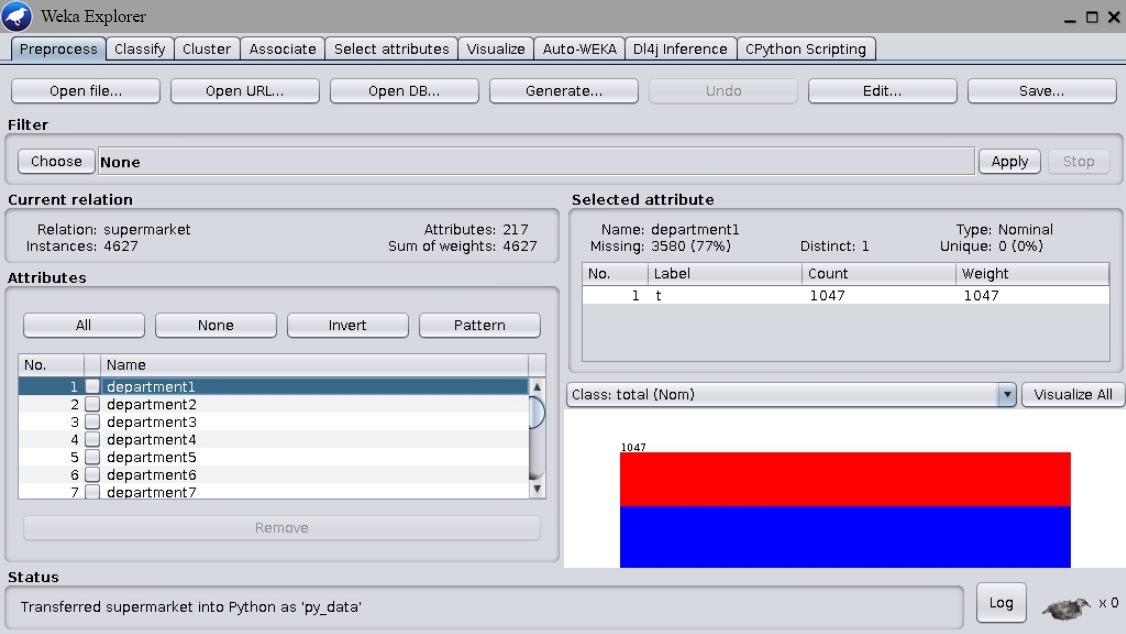 Weka Explorer
Preprocess Classify Cluster Associate Select attributes Visualize Auto-WEKA Dl4j Inference CPython Scripting
Open file... Open URL... Open DB... Generate... Undo Edit... Save...
Filter
Choose None Apply Stop
Current relation
Relation: supermarket Attributes: 217
Instances: 4627 Sum of weights: 4627
Attributes
All None Invert Pattern
No. Name
1 department1
2 department2
3 department3
4 department4
5 department5
6 department6
7 department7
Remove
Selected attribute
Name: department1 Type: Nominal
Missing: 3580 (77%) Distinct: 1 Unique: 0 (0%)
No. Label Count Weight
1 t 1047 1047
Class: total (Nom) Visualize All
1047
Status
Transferred supermarket into Python as 'py_data'
Log x 0